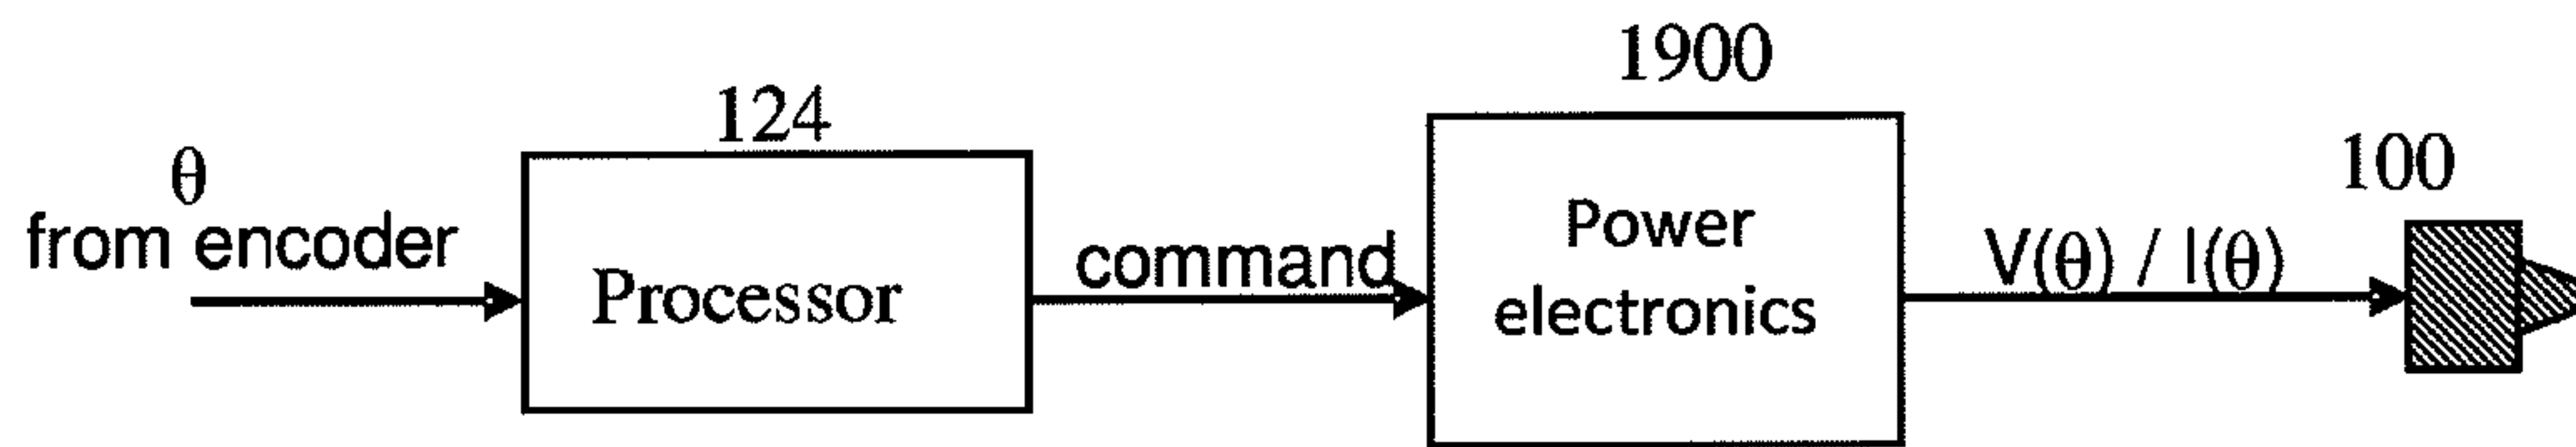 1900
124
100
θ
from encoder
Processor
command
Power
electronics
V(θ) / I(θ)